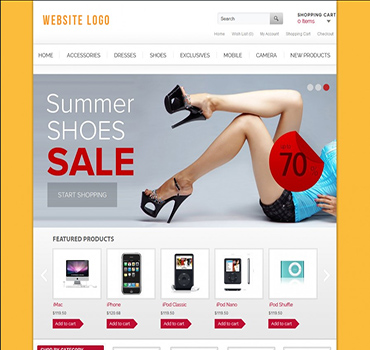 WEBSITE LOGO
Search
SHOPPING CART
0 Items
Home Wish List (0) My Account Shopping Cart Checkout
HOME ACCESSORIES DRESSES SHOES EXCLUSIVES MOBILE CAMERA NEW PRODUCTS
Summer
SHOES
SALE
70
START SHOPPING
FEATURED PRODUCTS
iMac iPhone iPod Classic iPod Nano iPod Shuffle
$119.50 $120.68 $119.50 $119.50 $119.50
Add to cart Add to cart Add to cart Add to cart Add to cart
SHOP BY CATEGORY